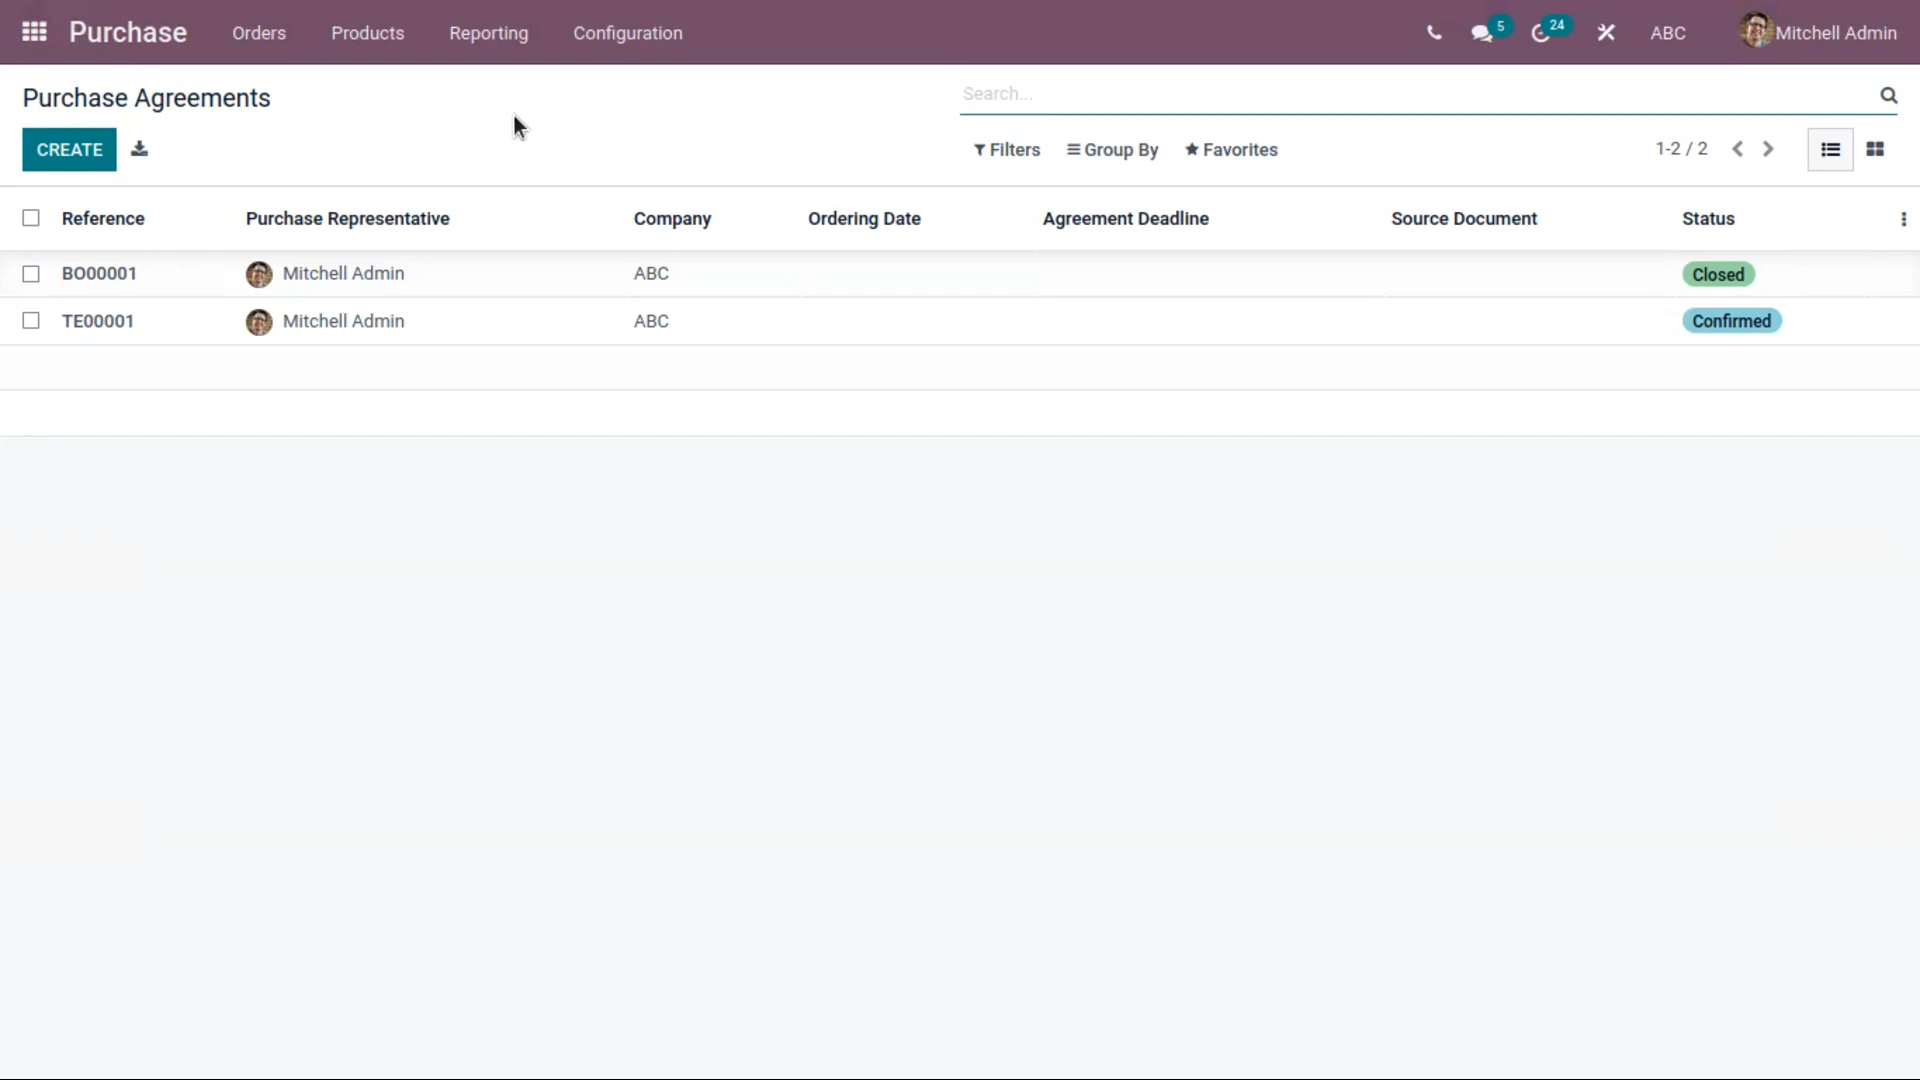 Purchase Orders Products Reporting Configuration 5 24 ABC Mitchell Admin
Purchase Agreements Search...
CREATE Filters Group By Favorites 1-2 / 2
Reference Purchase Representative Company Ordering Date Agreement Deadline Source Document Status
BO00001 Mitchell Admin ABC Closed
TE00001 Mitchell Admin ABC Confirmed